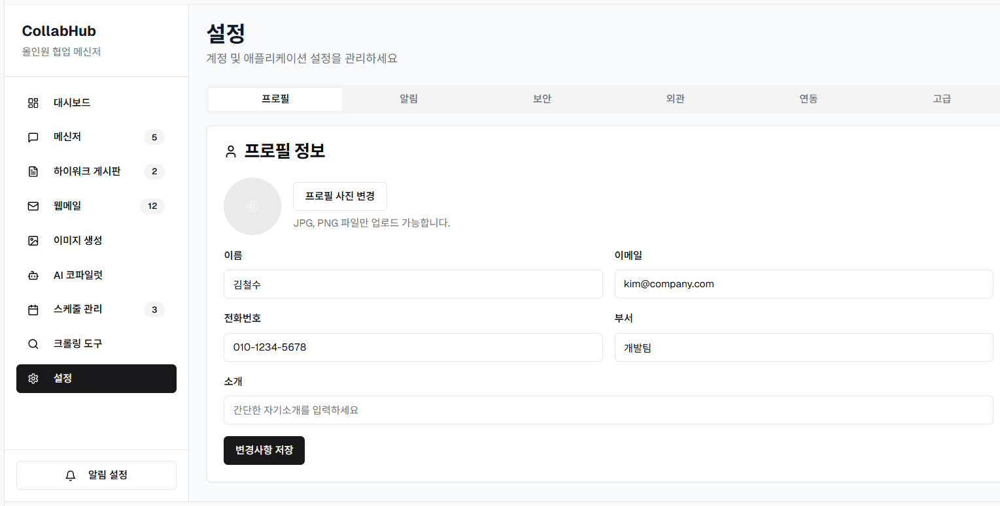 CollabHub
올인원 협업 메신저
대시보드
메신저 5
하이워크 게시판 2
웹메일 12
이미지 생성
AI 코파일럿
스케줄 관리 3
크롤링 도구
설정
알림 설정
설정
계정 및 애플리케이션 설정을 관리하세요
프로필 알림 보안 외관 연동 고급
프로필 정보
프로필 사진 변경
JPG, PNG 파일만 업로드 가능합니다.
이름 이메일
김철수 kim@company.com
전화번호 부서
010-1234-5678 개발팀
소개
간단한 자기소개를 입력하세요
변경사항 저장